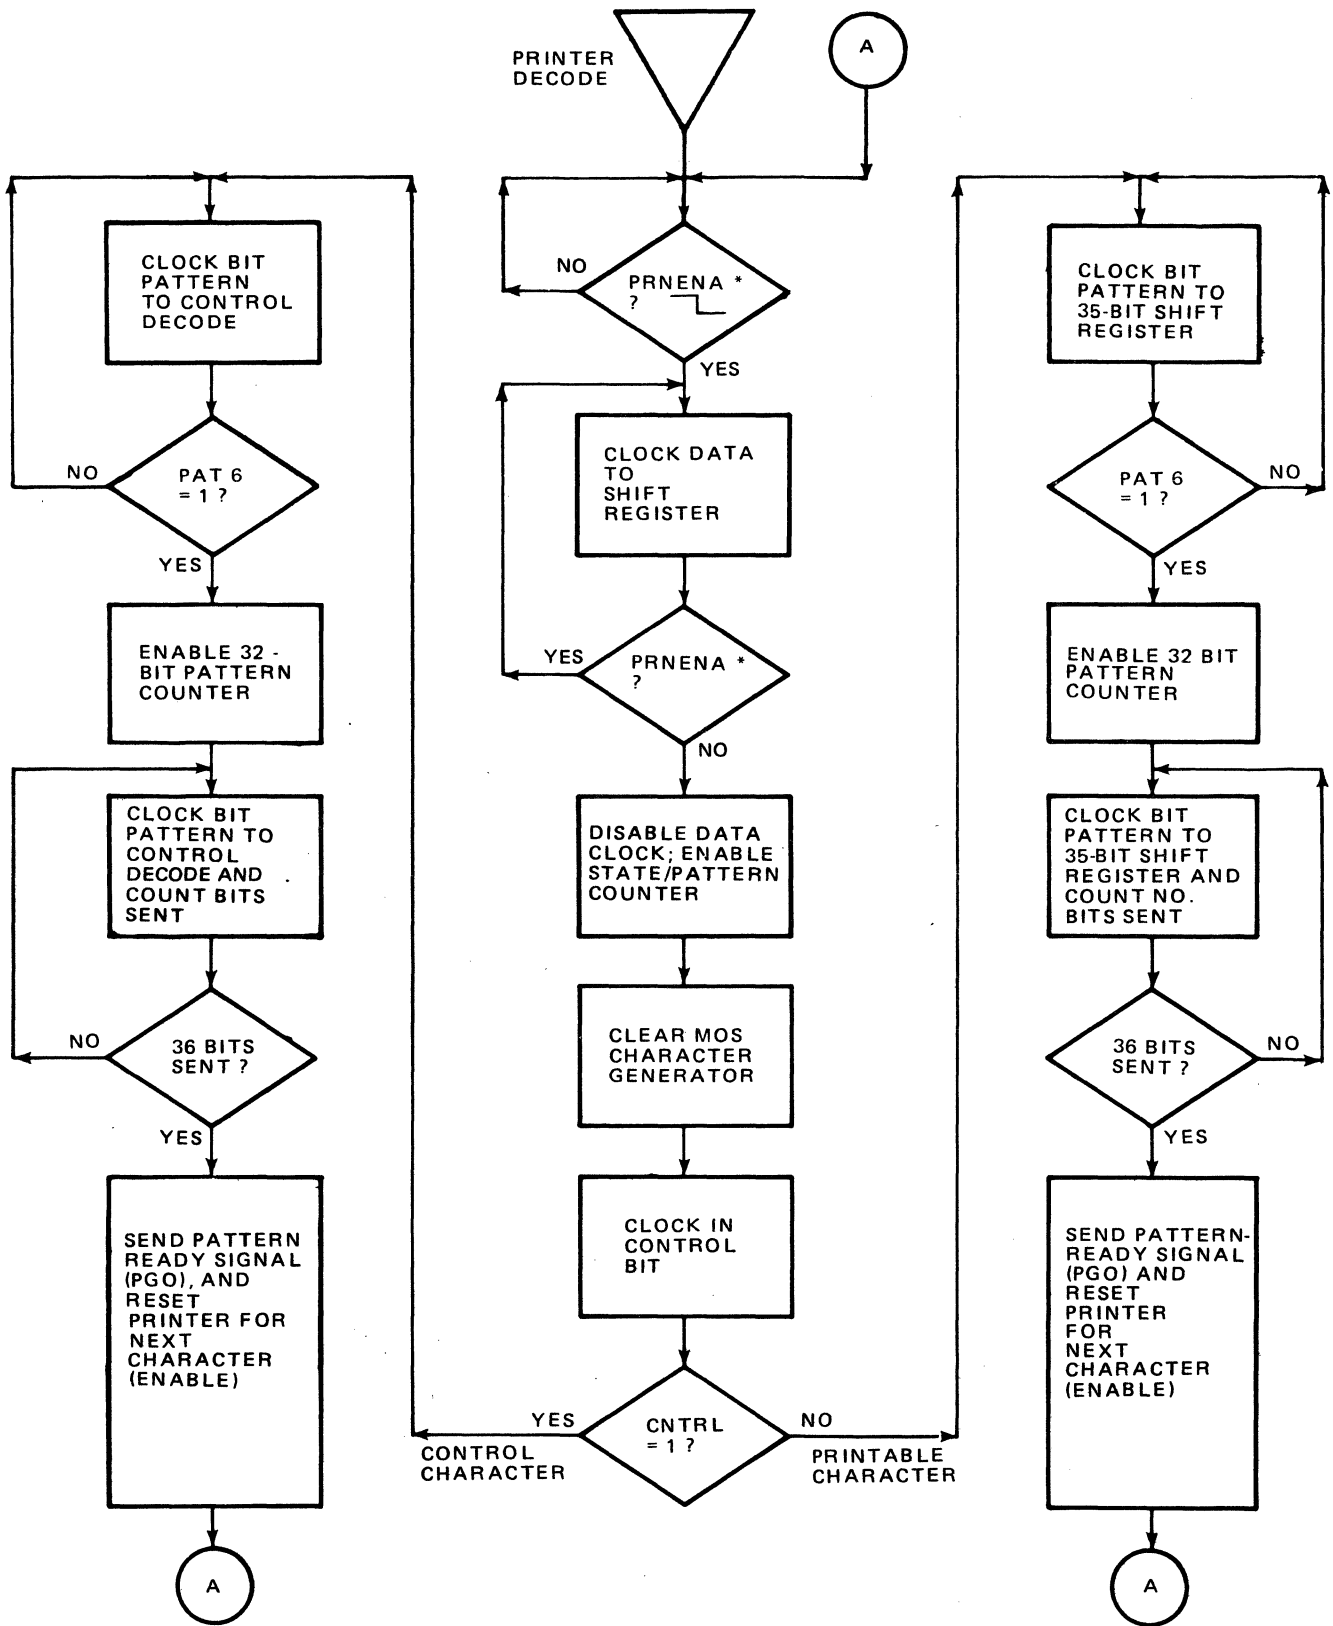 PRINTER
DECODE
A
PRNENA *
?
NO
YES
CLOCK DATA
TO
SHIFT
REGISTER
PRNENA *
?
YES
NO
DISABLE DATA
CLOCK; ENABLE
STATE/PATTERN
COUNTER
CLEAR MOS
CHARACTER
GENERATOR
CLOCK IN
CONTROL
BIT
CNTRL
= 1 ?
YES
CONTROL
CHARACTER
NO
PRINTABLE
CHARACTER
CLOCK BIT
PATTERN
TO CONTROL
DECODE
PAT 6
= 1 ?
NO
YES
ENABLE 32 -
BIT PATTERN
COUNTER
CLOCK BIT
PATTERN TO
CONTROL
DECODE AND
COUNT BITS
SENT
36 BITS
SENT ?
NO
YES
SEND PATTERN
READY SIGNAL
(PGO), AND
RESET
PRINTER FOR
NEXT
CHARACTER
(ENABLE)
A
CLOCK BIT
PATTERN TO
35-BIT SHIFT
REGISTER
PAT 6
= 1 ?
NO
YES
ENABLE 32 BIT
PATTERN
COUNTER
CLOCK BIT
PATTERN TO
35-BIT SHIFT
REGISTER AND
COUNT NO.
BITS SENT
36 BITS
SENT ?
NO
YES
SEND PATTERN-
READY SIGNAL
(PGO) AND
RESET
PRINTER
FOR
NEXT
CHARACTER
(ENABLE)
A